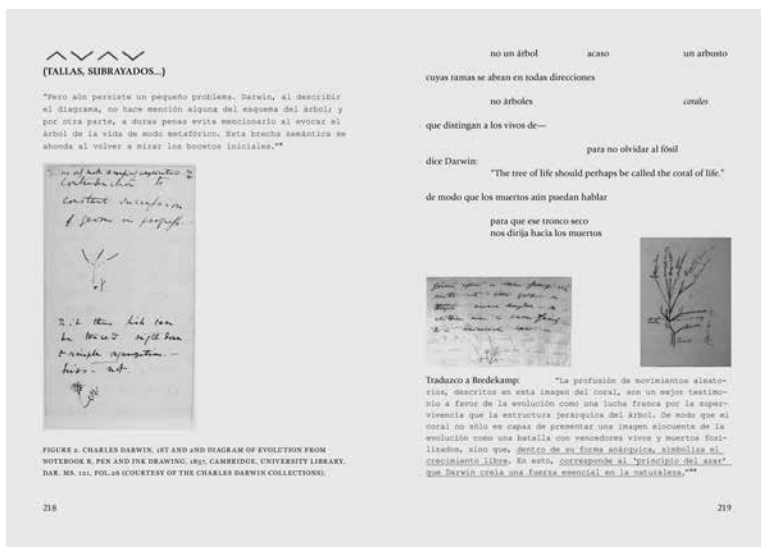 (TALLAS, SUBRAYADOS...)
"Pero aún persiste un pequeño problema. Darwin, al describir
el diagrama, no hace mención alguna del esquema del árbol; y
por otra parte, a duras penas evita mencionarlo al evocar el
árbol de la vida de modo metafórico. Esta brecha semántica se
ahonda al volver a mirar los bocetos iniciales."*
contribution to
constant succession
of germs in progress.
FIGURE 2. CHARLES DARWIN, 1ST AND 2ND DIAGRAM OF EVOLUTION FROM
NOTEBOOK B, PEN AND INK DRAWING, 1837, CAMBRIDGE, UNIVERSITY LIBRARY,
DAR. MS. 121, FOL.26 (COURTESY OF THE CHARLES DARWIN COLLECTIONS).
218
no un árbol acaso un arbusto
cuyas ramas se abran en todas direcciones
no árboles corales
que distingan a los vivos de—
para no olvidar al fósil
dice Darwin:
"The tree of life should perhaps be called the coral of life."
de modo que los muertos aún puedan hablar
para que ese tronco seco
nos dirija hacia los muertos
Traduzco a Bredekamp: "La profusión de movimientos aleato-
rios, descritos en esta imagen del coral, son un mejor testimo-
nio a favor de la evolución como una lucha franca por la super-
vivencia que la estructura jerárquica del árbol. De modo que el
coral no sólo es capaz de presentar una imagen elocuente de la
evolución como una batalla con vencedores vivos y muertos fosi-
lizados, sino que, dentro de su forma anárquica, simboliza el
crecimiento libre. En esto, corresponde al 'principio del azar'
que Darwin creía una fuerza esencial en la naturaleza."**
219